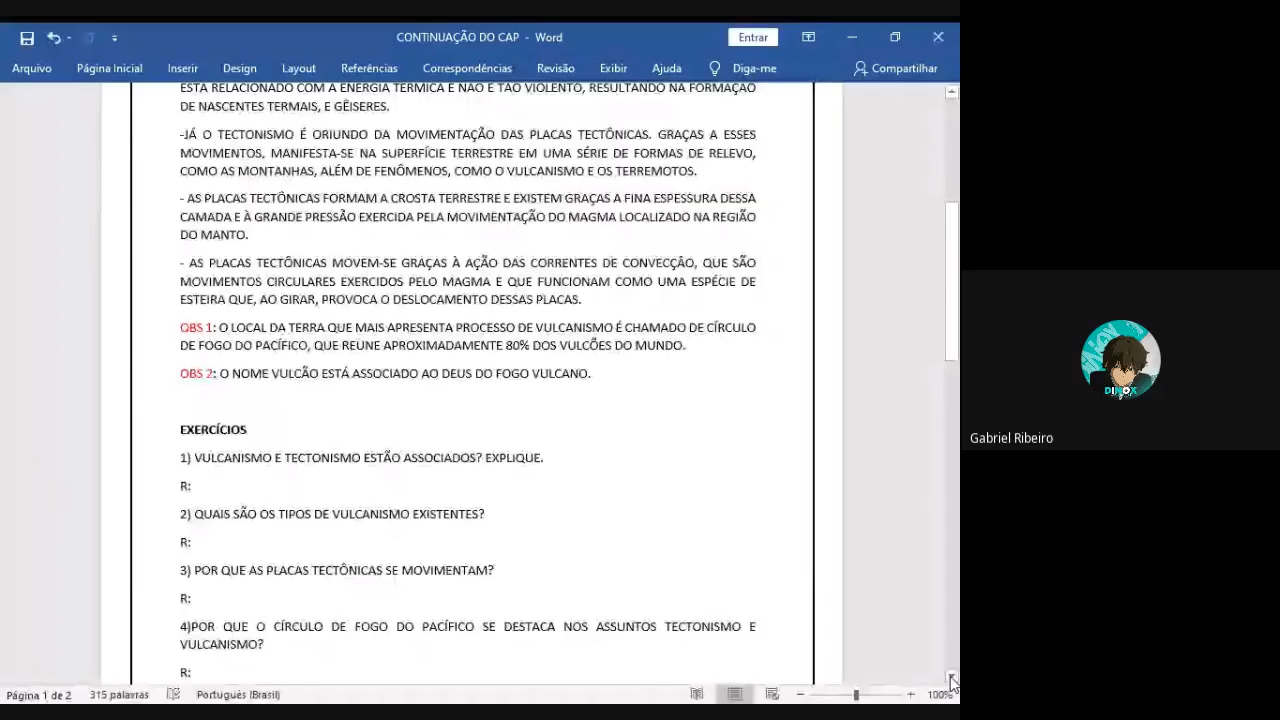 CONTINUAÇÃO DO CAP - Word
Entrar
Arquivo Página Inicial Inserir Design Layout Referências Correspondências Revisão Exibir Ajuda Diga-me Compartilhar
ESTÁ RELACIONADO COM A ENERGIA TÉRMICA E NÃO É TÃO VIOLENTO, RESULTANDO NA FORMAÇÃO
DE NASCENTES TERMAIS, E GÊISERES.
-JÁ O TECTONISMO É ORIUNDO DA MOVIMENTAÇÃO DAS PLACAS TECTÔNICAS. GRAÇAS A ESSES
MOVIMENTOS, MANIFESTA-SE NA SUPERFÍCIE TERRESTRE EM UMA SÉRIE DE FORMAS DE RELEVO,
COMO AS MONTANHAS, ALÉM DE FENÔMENOS, COMO O VULCANISMO E OS TERREMOTOS.
- AS PLACAS TECTÔNICAS FORMAM A CROSTA TERRESTRE E EXISTEM GRAÇAS A FINA ESPESSURA DESSA
CAMADA E À GRANDE PRESSÃO EXERCIDA PELA MOVIMENTAÇÃO DO MAGMA LOCALIZADO NA REGIÃO
DO MANTO.
- AS PLACAS TECTÔNICAS MOVEM-SE GRAÇAS À AÇÃO DAS CORRENTES DE CONVECÇÃO, QUE SÃO
MOVIMENTOS CIRCULARES EXERCIDOS PELO MAGMA E QUE FUNCIONAM COMO UMA ESPÉCIE DE
ESTEIRA QUE, AO GIRAR, PROVOCA O DESLOCAMENTO DESSAS PLACAS.
OBS 1: O LOCAL DA TERRA QUE MAIS APRESENTA PROCESSO DE VULCANISMO É CHAMADO DE CÍRCULO
DE FOGO DO PACÍFICO, QUE REUNE APROXIMADAMENTE 80% DOS VULCÕES DO MUNDO.
OBS 2: O NOME VULCÃO ESTÁ ASSOCIADO AO DEUS DO FOGO VULCANO.
EXERCÍCIOS
1) VULCANISMO E TECTONISMO ESTÃO ASSOCIADOS? EXPLIQUE.
R:
2) QUAIS SÃO OS TIPOS DE VULCANISMO EXISTENTES?
R:
3) POR QUE AS PLACAS TECTÔNICAS SE MOVIMENTAM?
R:
4)POR QUE O CÍRCULO DE FOGO DO PACÍFICO SE DESTACA NOS ASSUNTOS TECTONISMO E
VULCANISMO?
R:
Página 1 de 2 315 palavras Português (Brasil) 100%
Gabriel Ribeiro